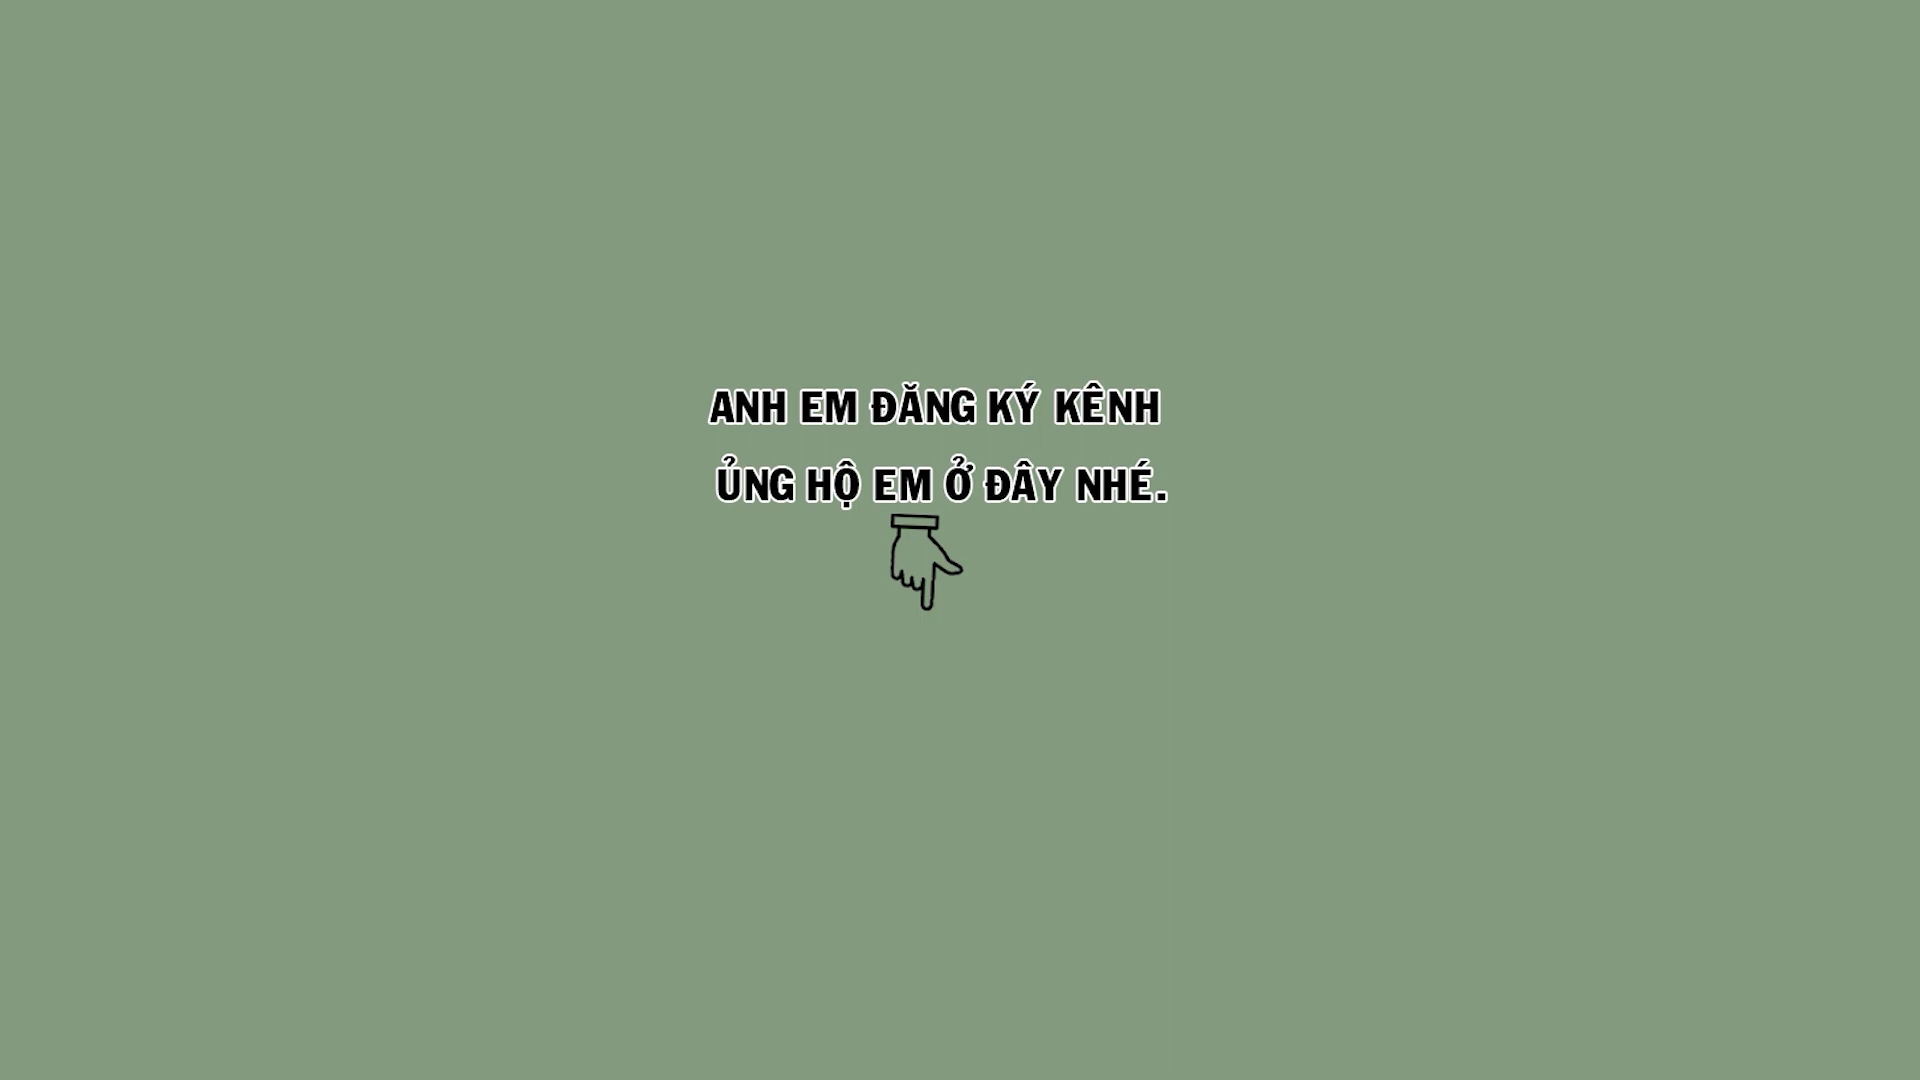 ANH EM ĐĂNG KÝ KÊNH
ỦNG HỘ EM Ở ĐÂY NHÉ.